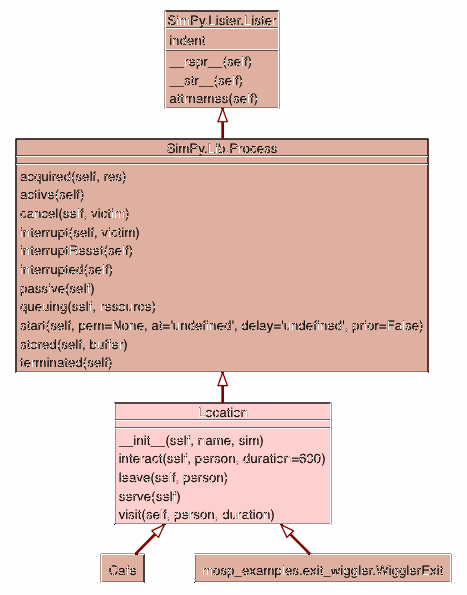 SimPy.Lister.Lister
indent
__repr__(self)
__str__(self)
attrnames(self)
SimPy.Lib.Process
acquired(self, res)
active(self)
cancel(self, victim)
interrupt(self, victim)
interruptReset(self)
interrupted(self)
passive(self)
queuing(self, resource)
start(self, pem=None, at='undefined', delay='undefined', prior=False)
stored(self, buffer)
terminated(self)
Location
__init__(self, name, sim)
interact(self, person, duration=600)
leave(self, person)
serve(self)
visit(self, person, duration)
Cafe
mosp_examples.exit_wiggler.WigglerExit